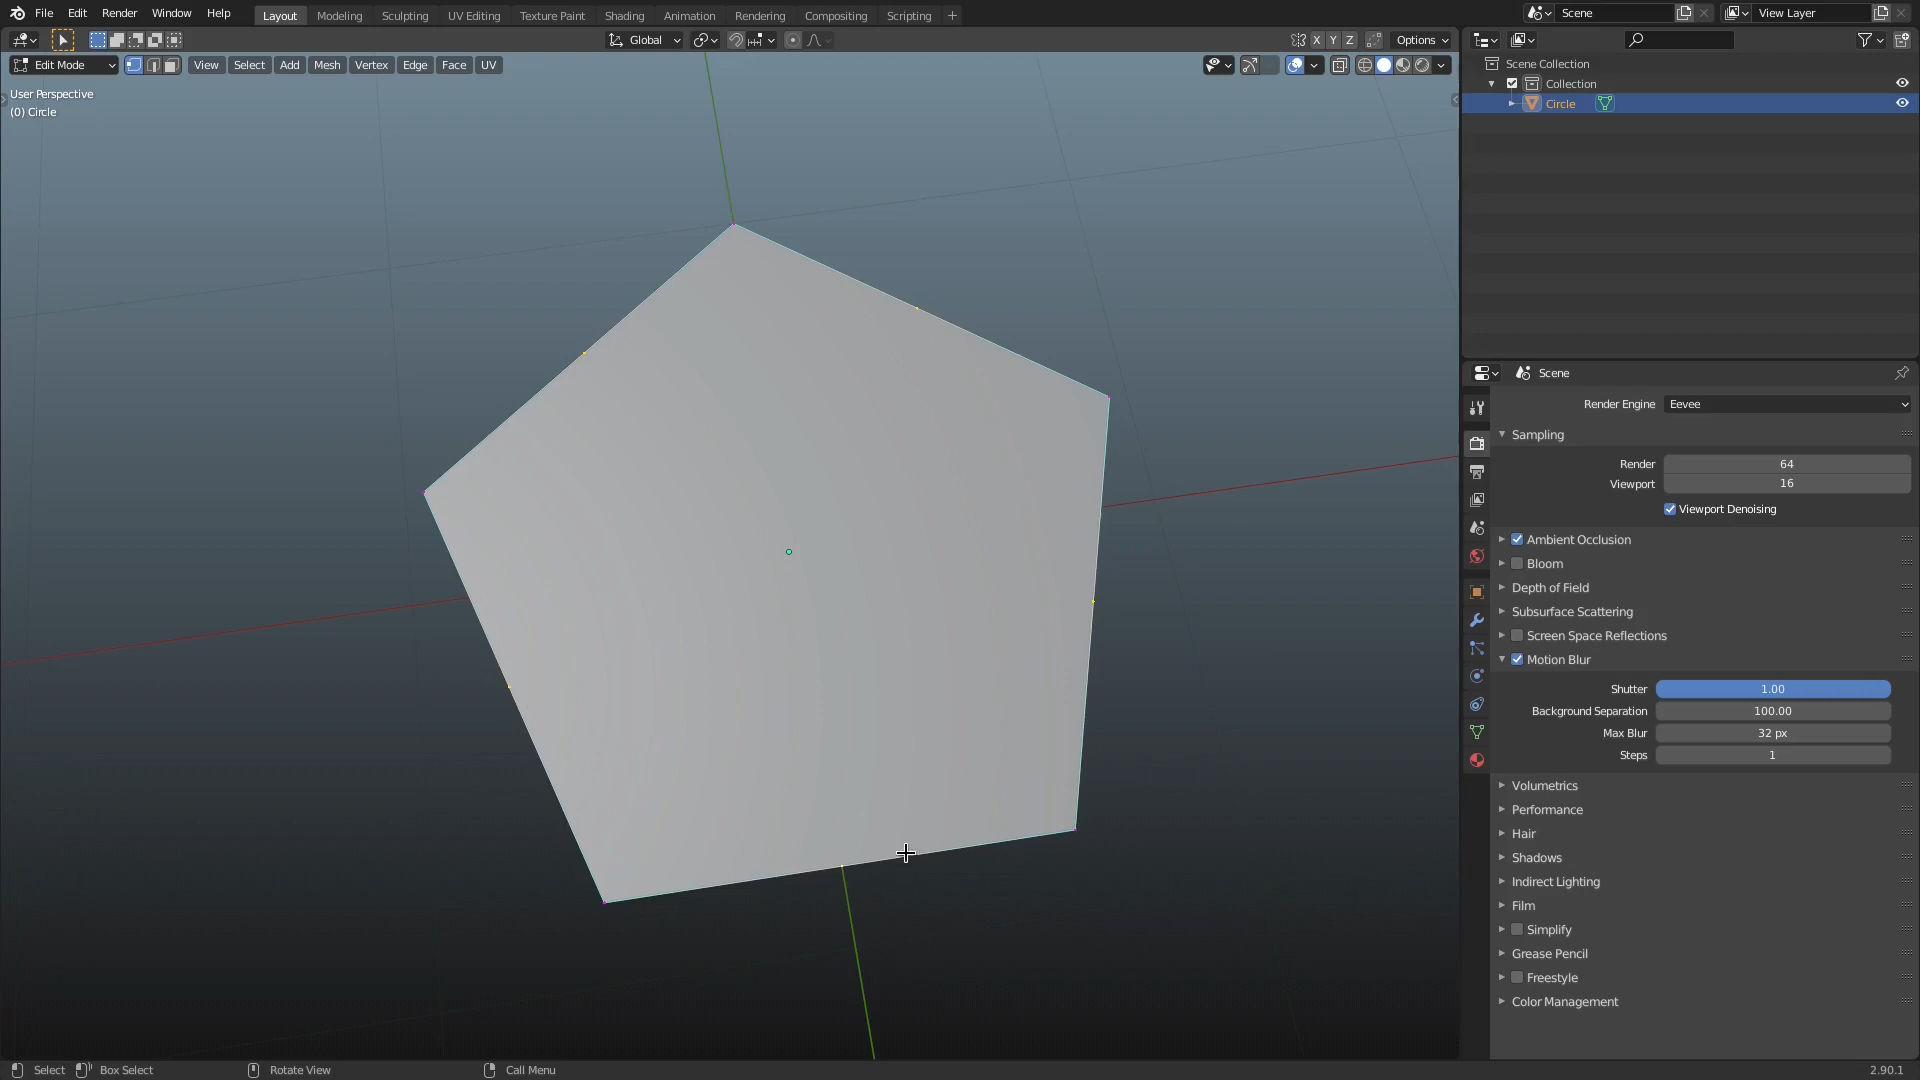 File Edit Render Window Help Layout Modeling Sculpting UV Editing Texture Paint Shading Animation Rendering Compositing Scripting + Scene View Layer
Global X Y Z Options
Edit Mode View Select Add Mesh Vertex Edge Face UV
User Perspective
(0) Circle
Scene Collection
Collection
Circle
Scene
Render Engine Eevee
Sampling
Render 64
Viewport 16
Viewport Denoising
Ambient Occlusion
Bloom
Depth of Field
Subsurface Scattering
Screen Space Reflections
Motion Blur
Shutter 1.00
Background Separation 100.00
Max Blur 32 px
Steps 1
Volumetrics
Performance
Hair
Shadows
Indirect Lighting
Film
Simplify
Grease Pencil
Freestyle
Color Management
Select Box Select Rotate View Call Menu 2.90.1